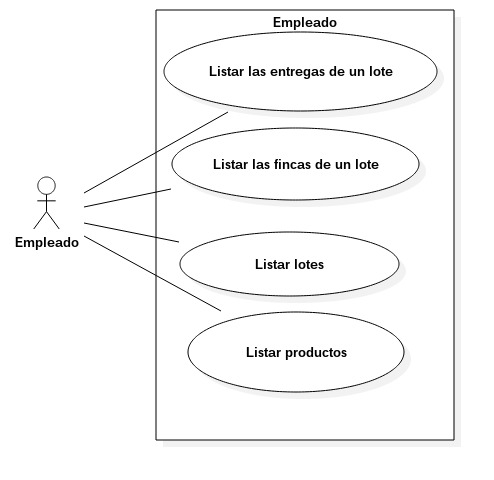 Empleado
Listar las entregas de un lote
Listar las fincas de un lote
Empleado
Listar lotes
Listar productos